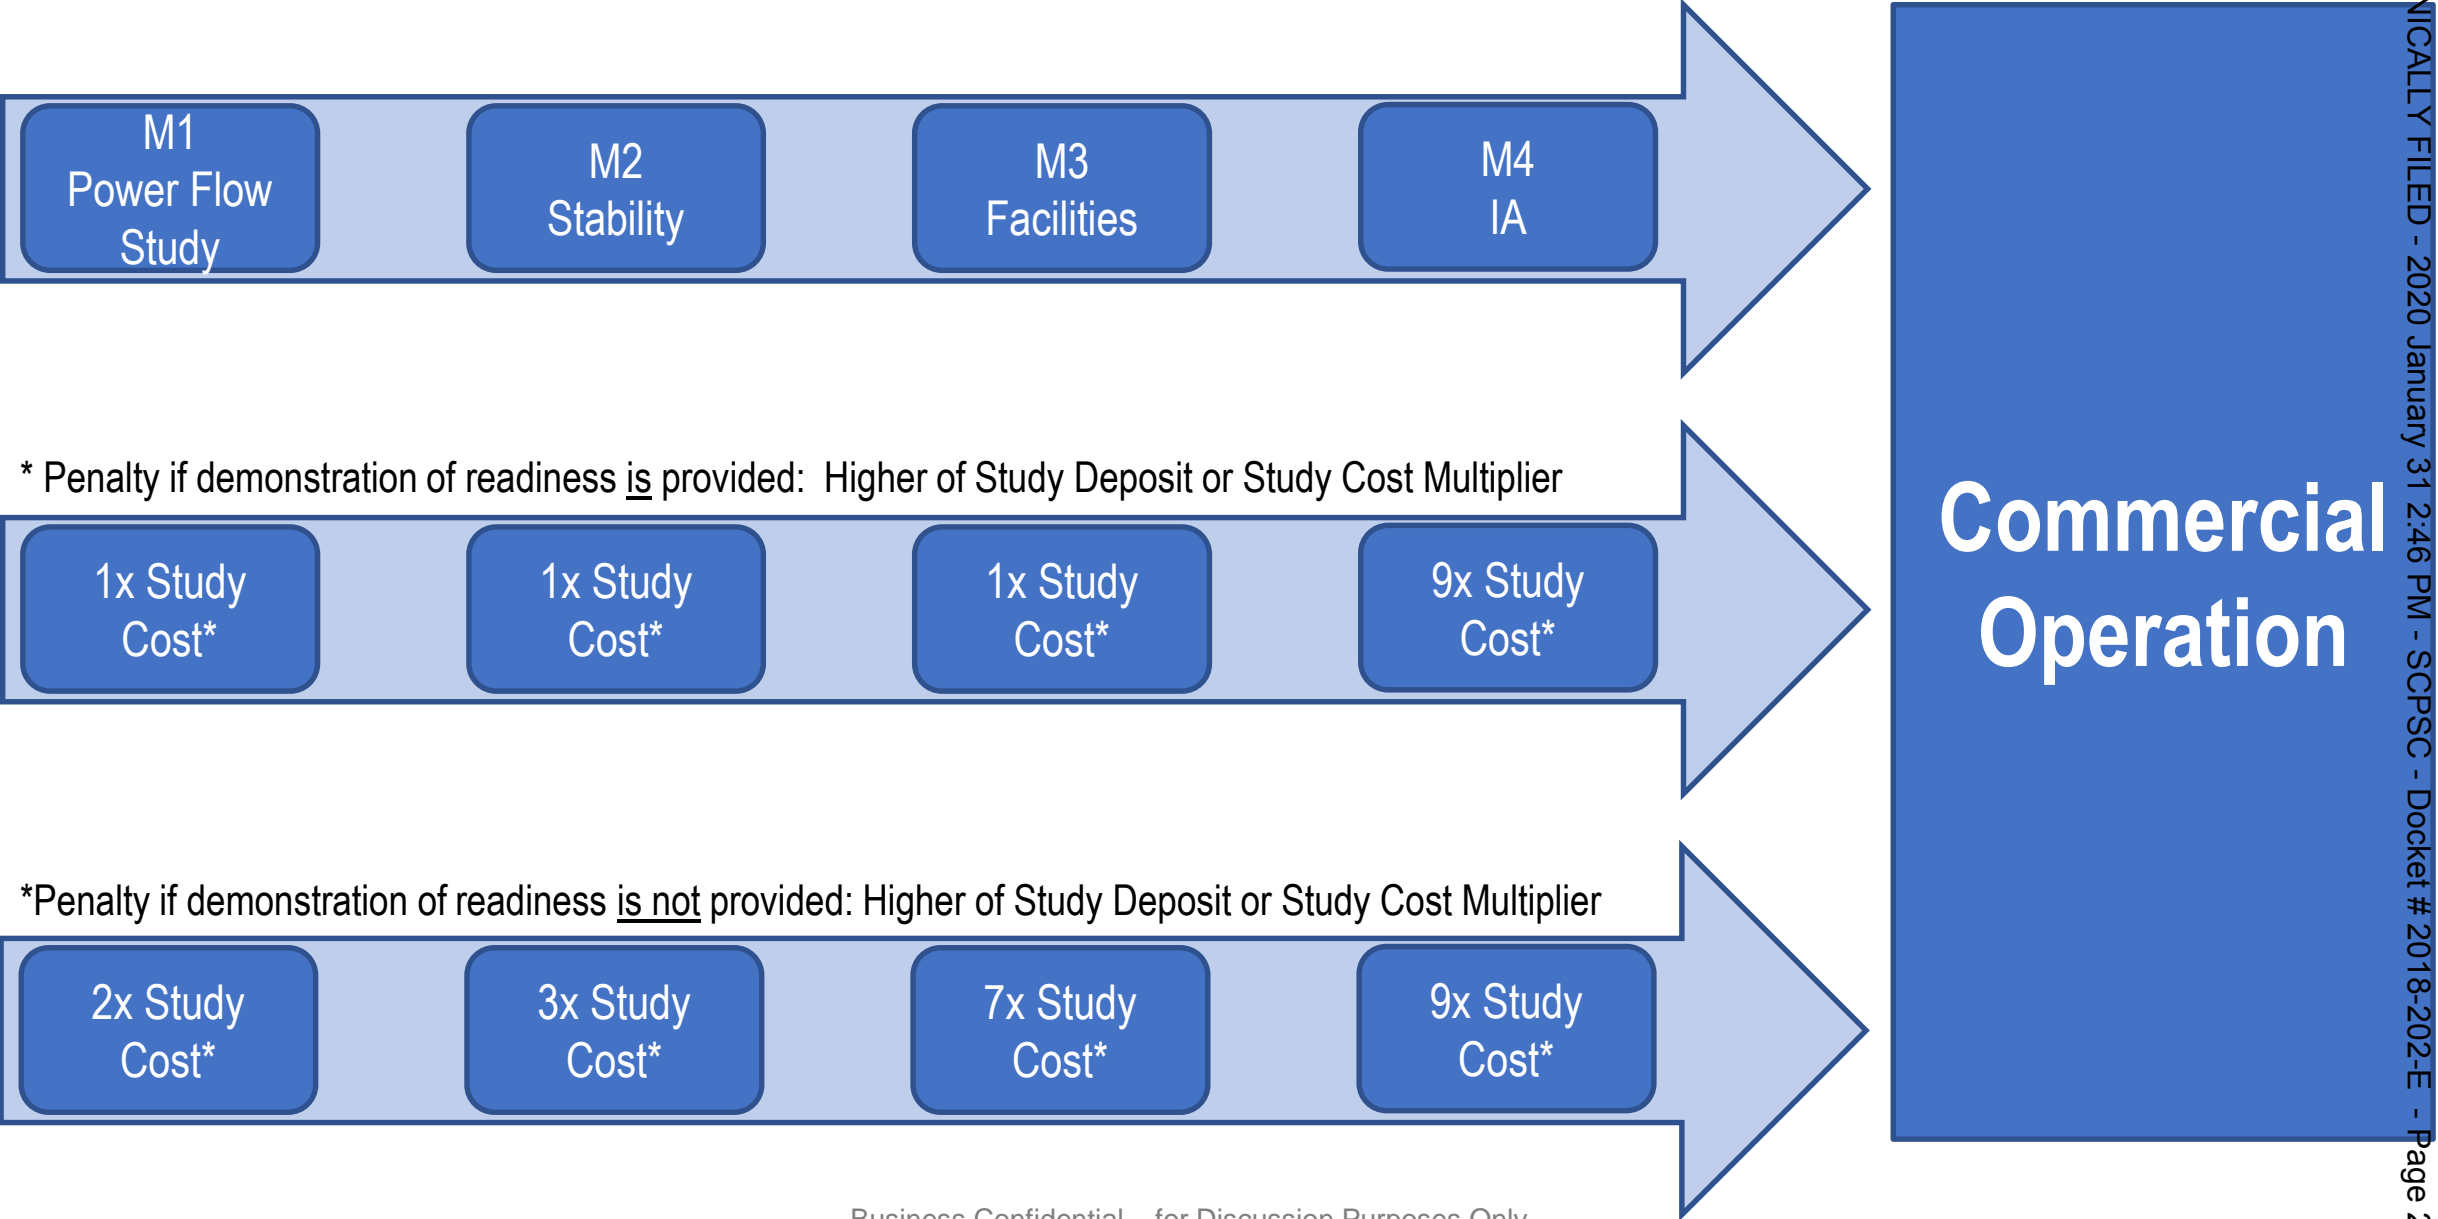 M1
Power Flow
Study
M2
Stability
M3
Facilities
M4
IA
* Penalty if demonstration of readiness is provided: Higher of Study Deposit or Study Cost Multiplier
1x Study
Cost*
1x Study
Cost*
1x Study
Cost*
9x Study
Cost*
*Penalty if demonstration of readiness is not provided: Higher of Study Deposit or Study Cost Multiplier
2x Study
Cost*
3x Study
Cost*
7x Study
Cost*
9x Study
Cost*
Commercial
Operation
NICALLY FILED - 2020 January 31 2:46 PM - SCPSC - Docket # 2018-202-E - Page 2
Business Confidential – for Discussion Purposes Only